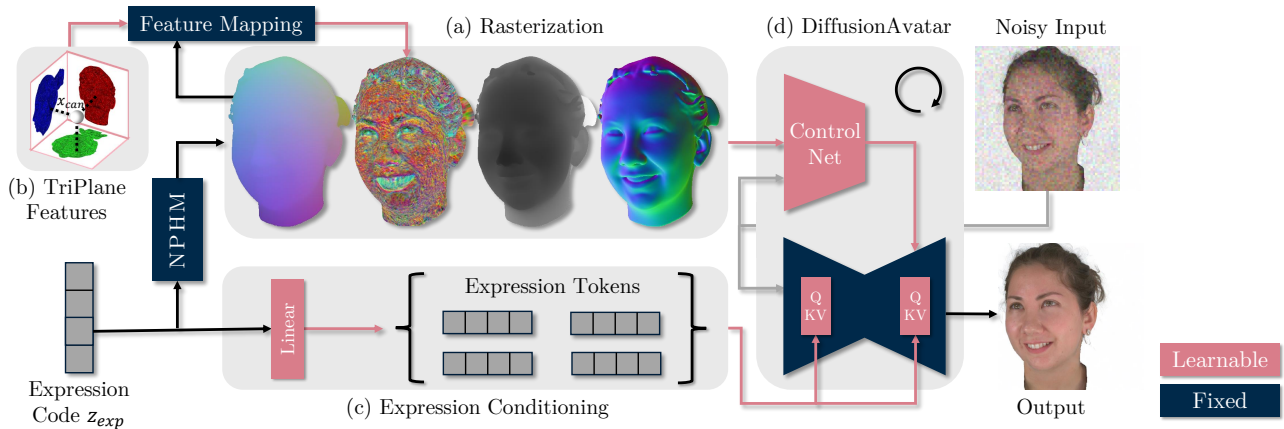 Feature Mapping
(a) Rasterization
(d) DiffusionAvatar
Noisy Input
x_can
(b) TriPlane
Features
NPHM
Control
Net
Expression Tokens
Linear
Q
KV
Q
KV
Expression
Code z_exp
(c) Expression Conditioning
Output
Learnable
Fixed